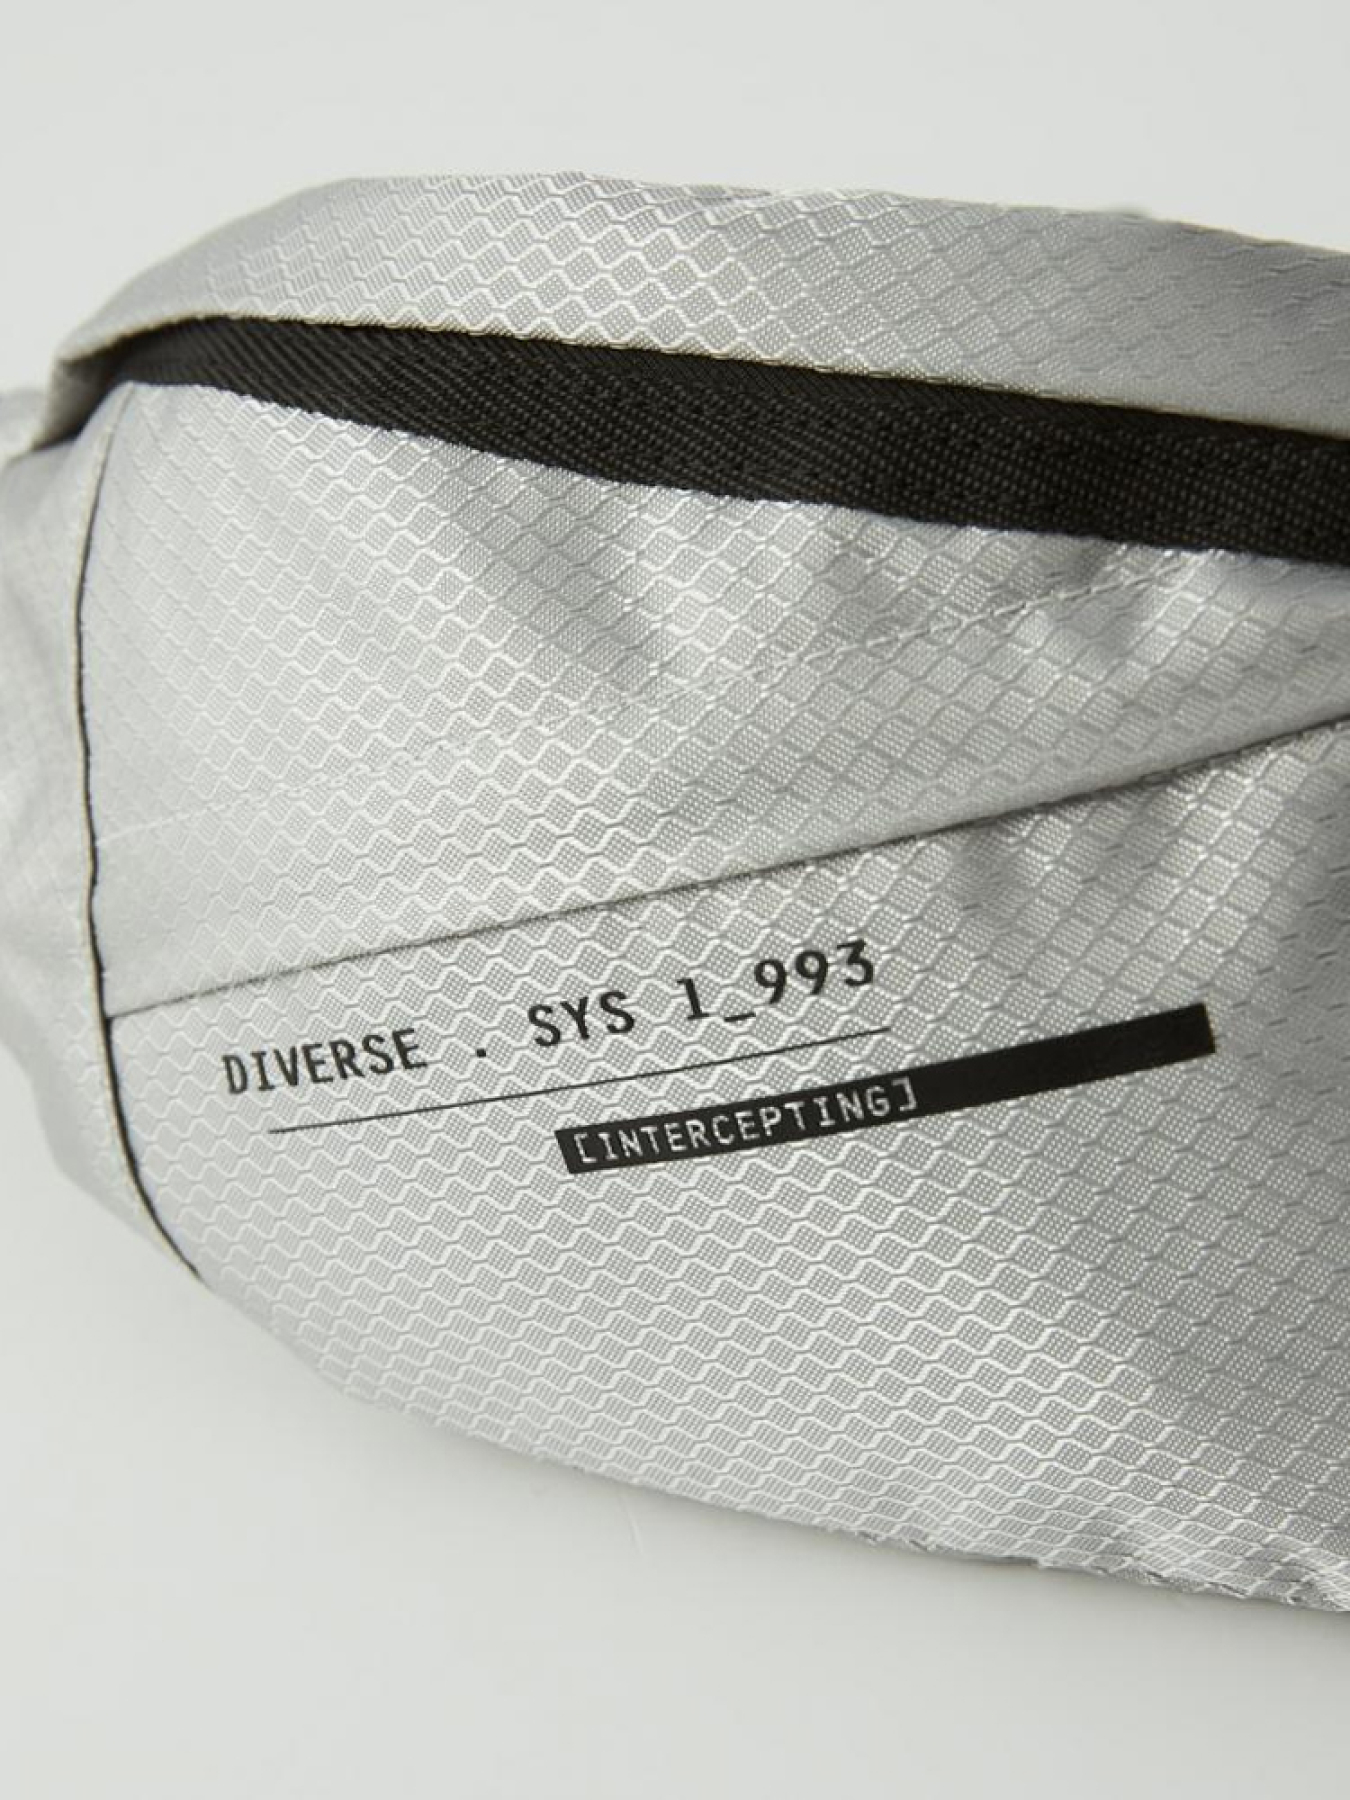 DIVERSE . SYS 1_993
[INTERCEPTING]